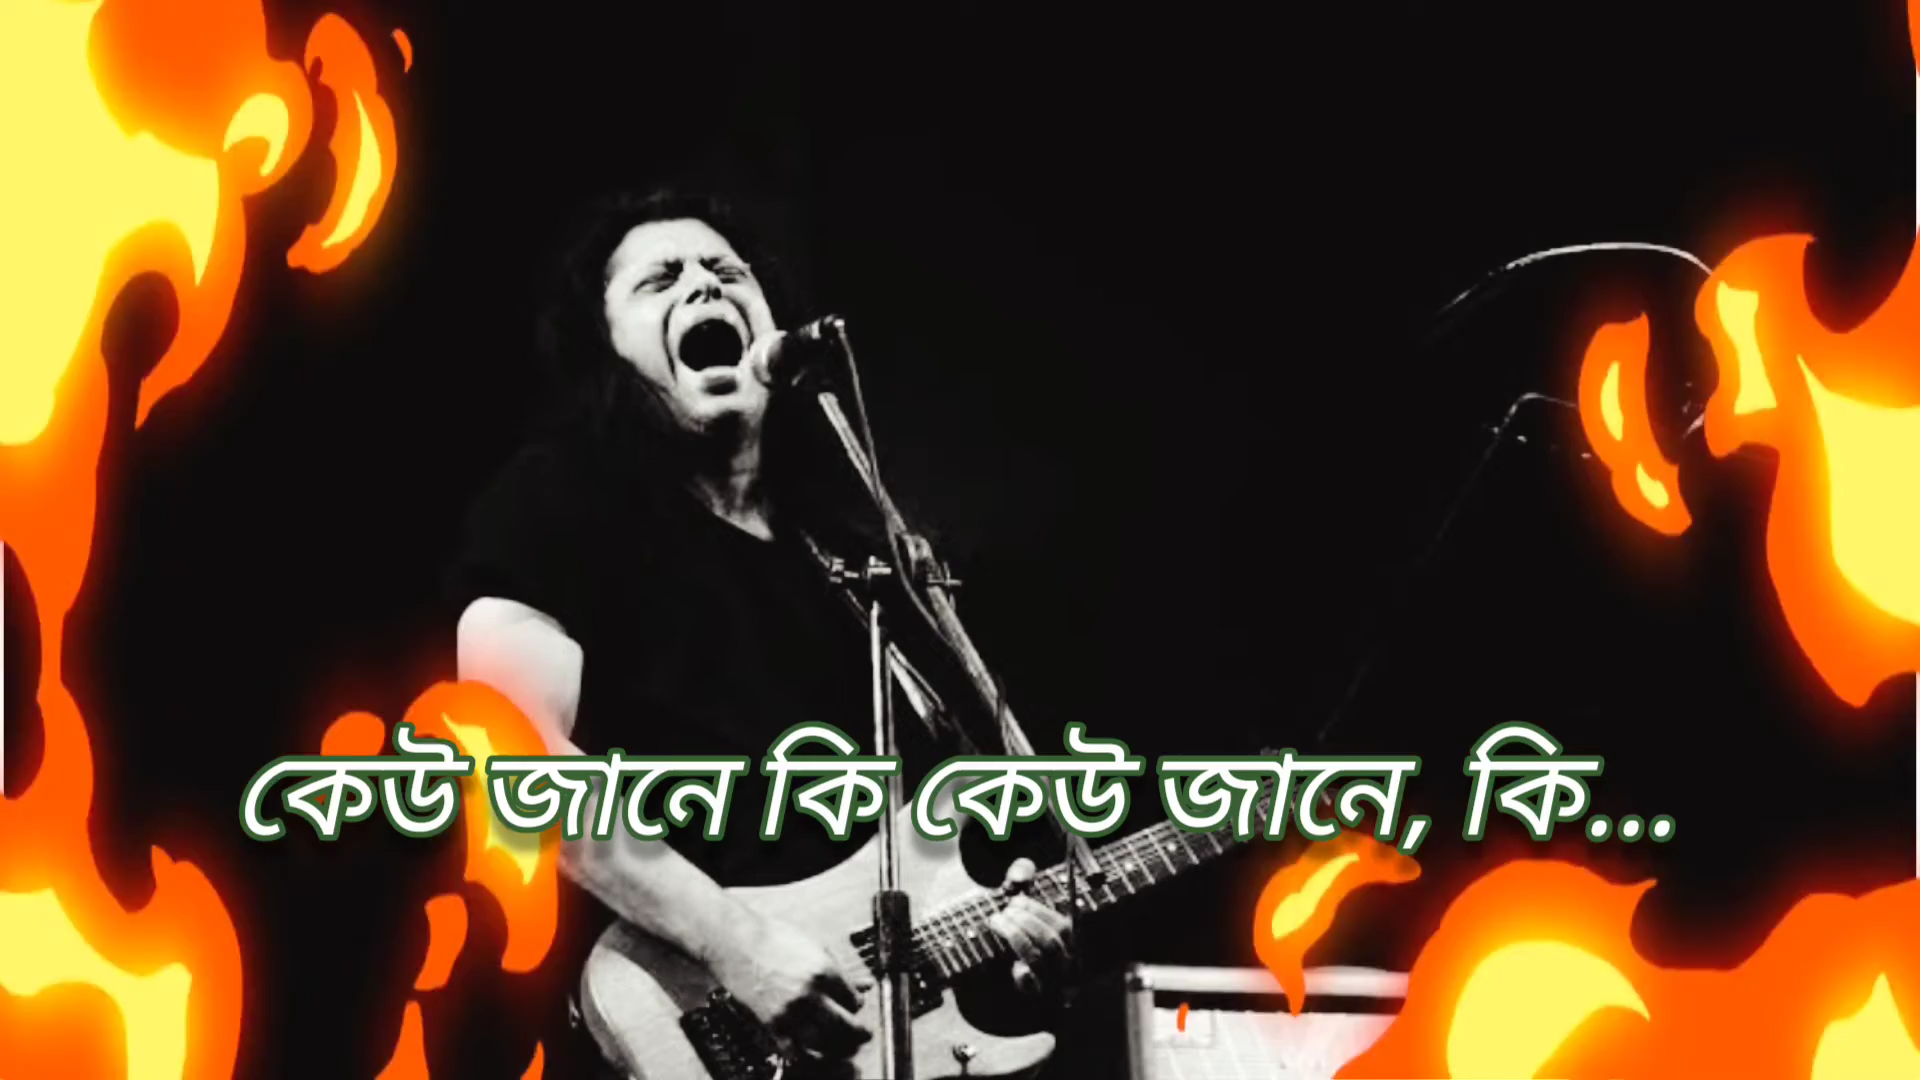 কেউ জানে কি কেউ জানে, কি...